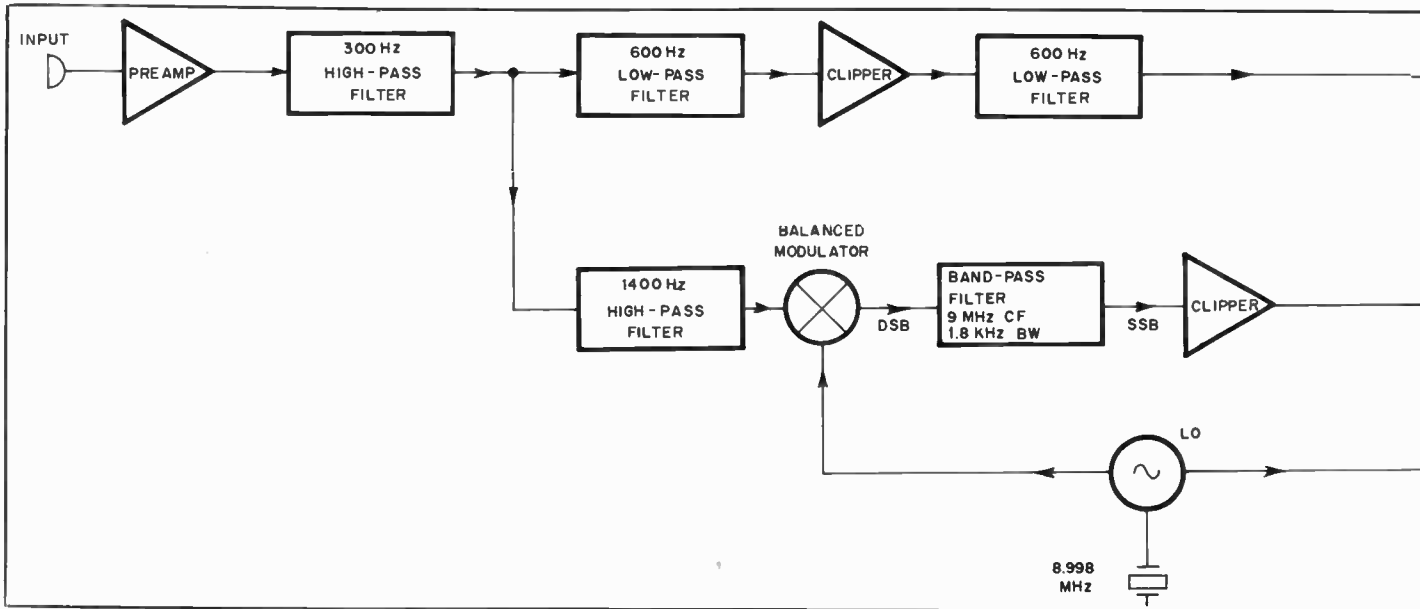 INPUT
PREAMP
300 Hz
HIGH-PASS
FILTER
600 Hz
LOW-PASS
FILTER
CLIPPER
600 Hz
LOW-PASS
FILTER
1400 Hz
HIGH-PASS
FILTER
BALANCED
MODULATOR
DSB
BAND-PASS
FILTER
9 MHz CF
1.8 KHz BW
SSB
CLIPPER
LO
8.998
MHz